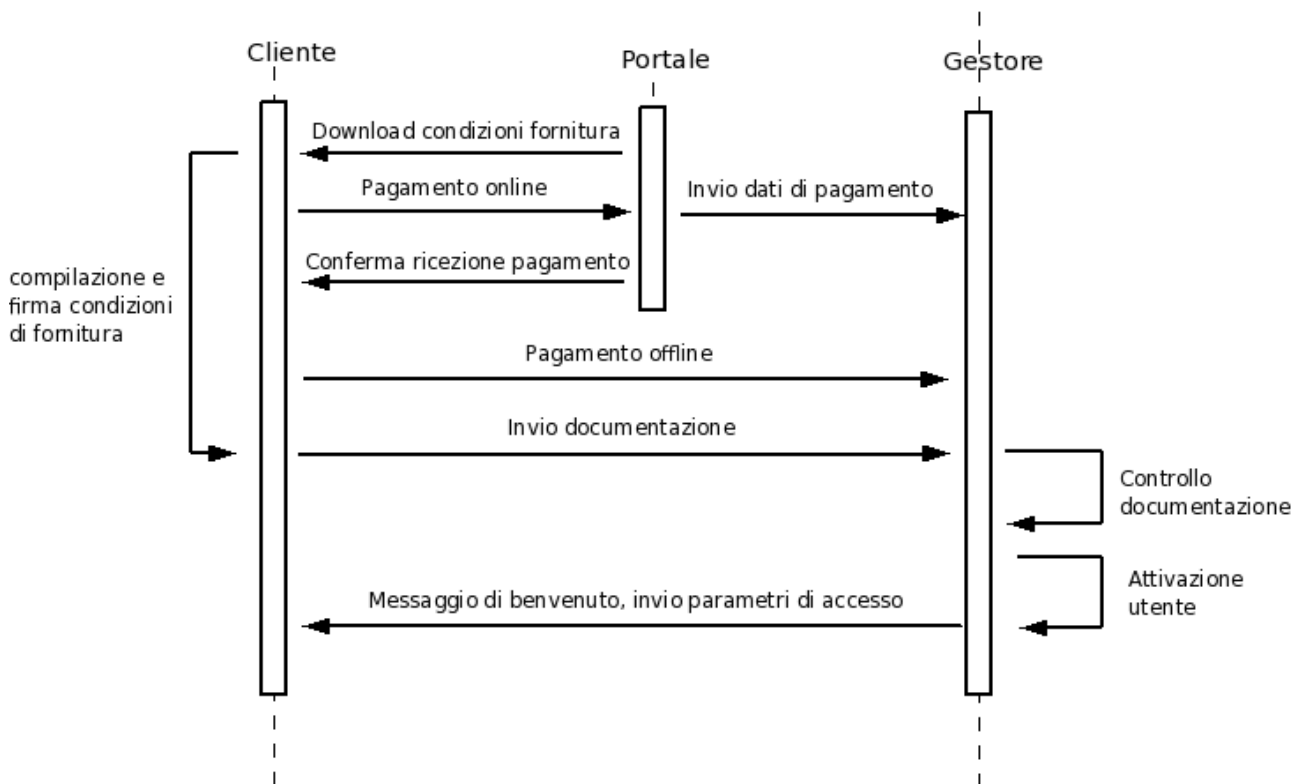 Cliente
Portale
Gestore
Download condizioni fornitura
Pagamento online
Invio dati di pagamento
Conferma ricezione pagamento
compilazione e
firma condizioni
di fornitura
Pagamento offline
Invio documentazione
Controllo
documentazione
Attivazione
utente
Messaggio di benvenuto, invio parametri di accesso